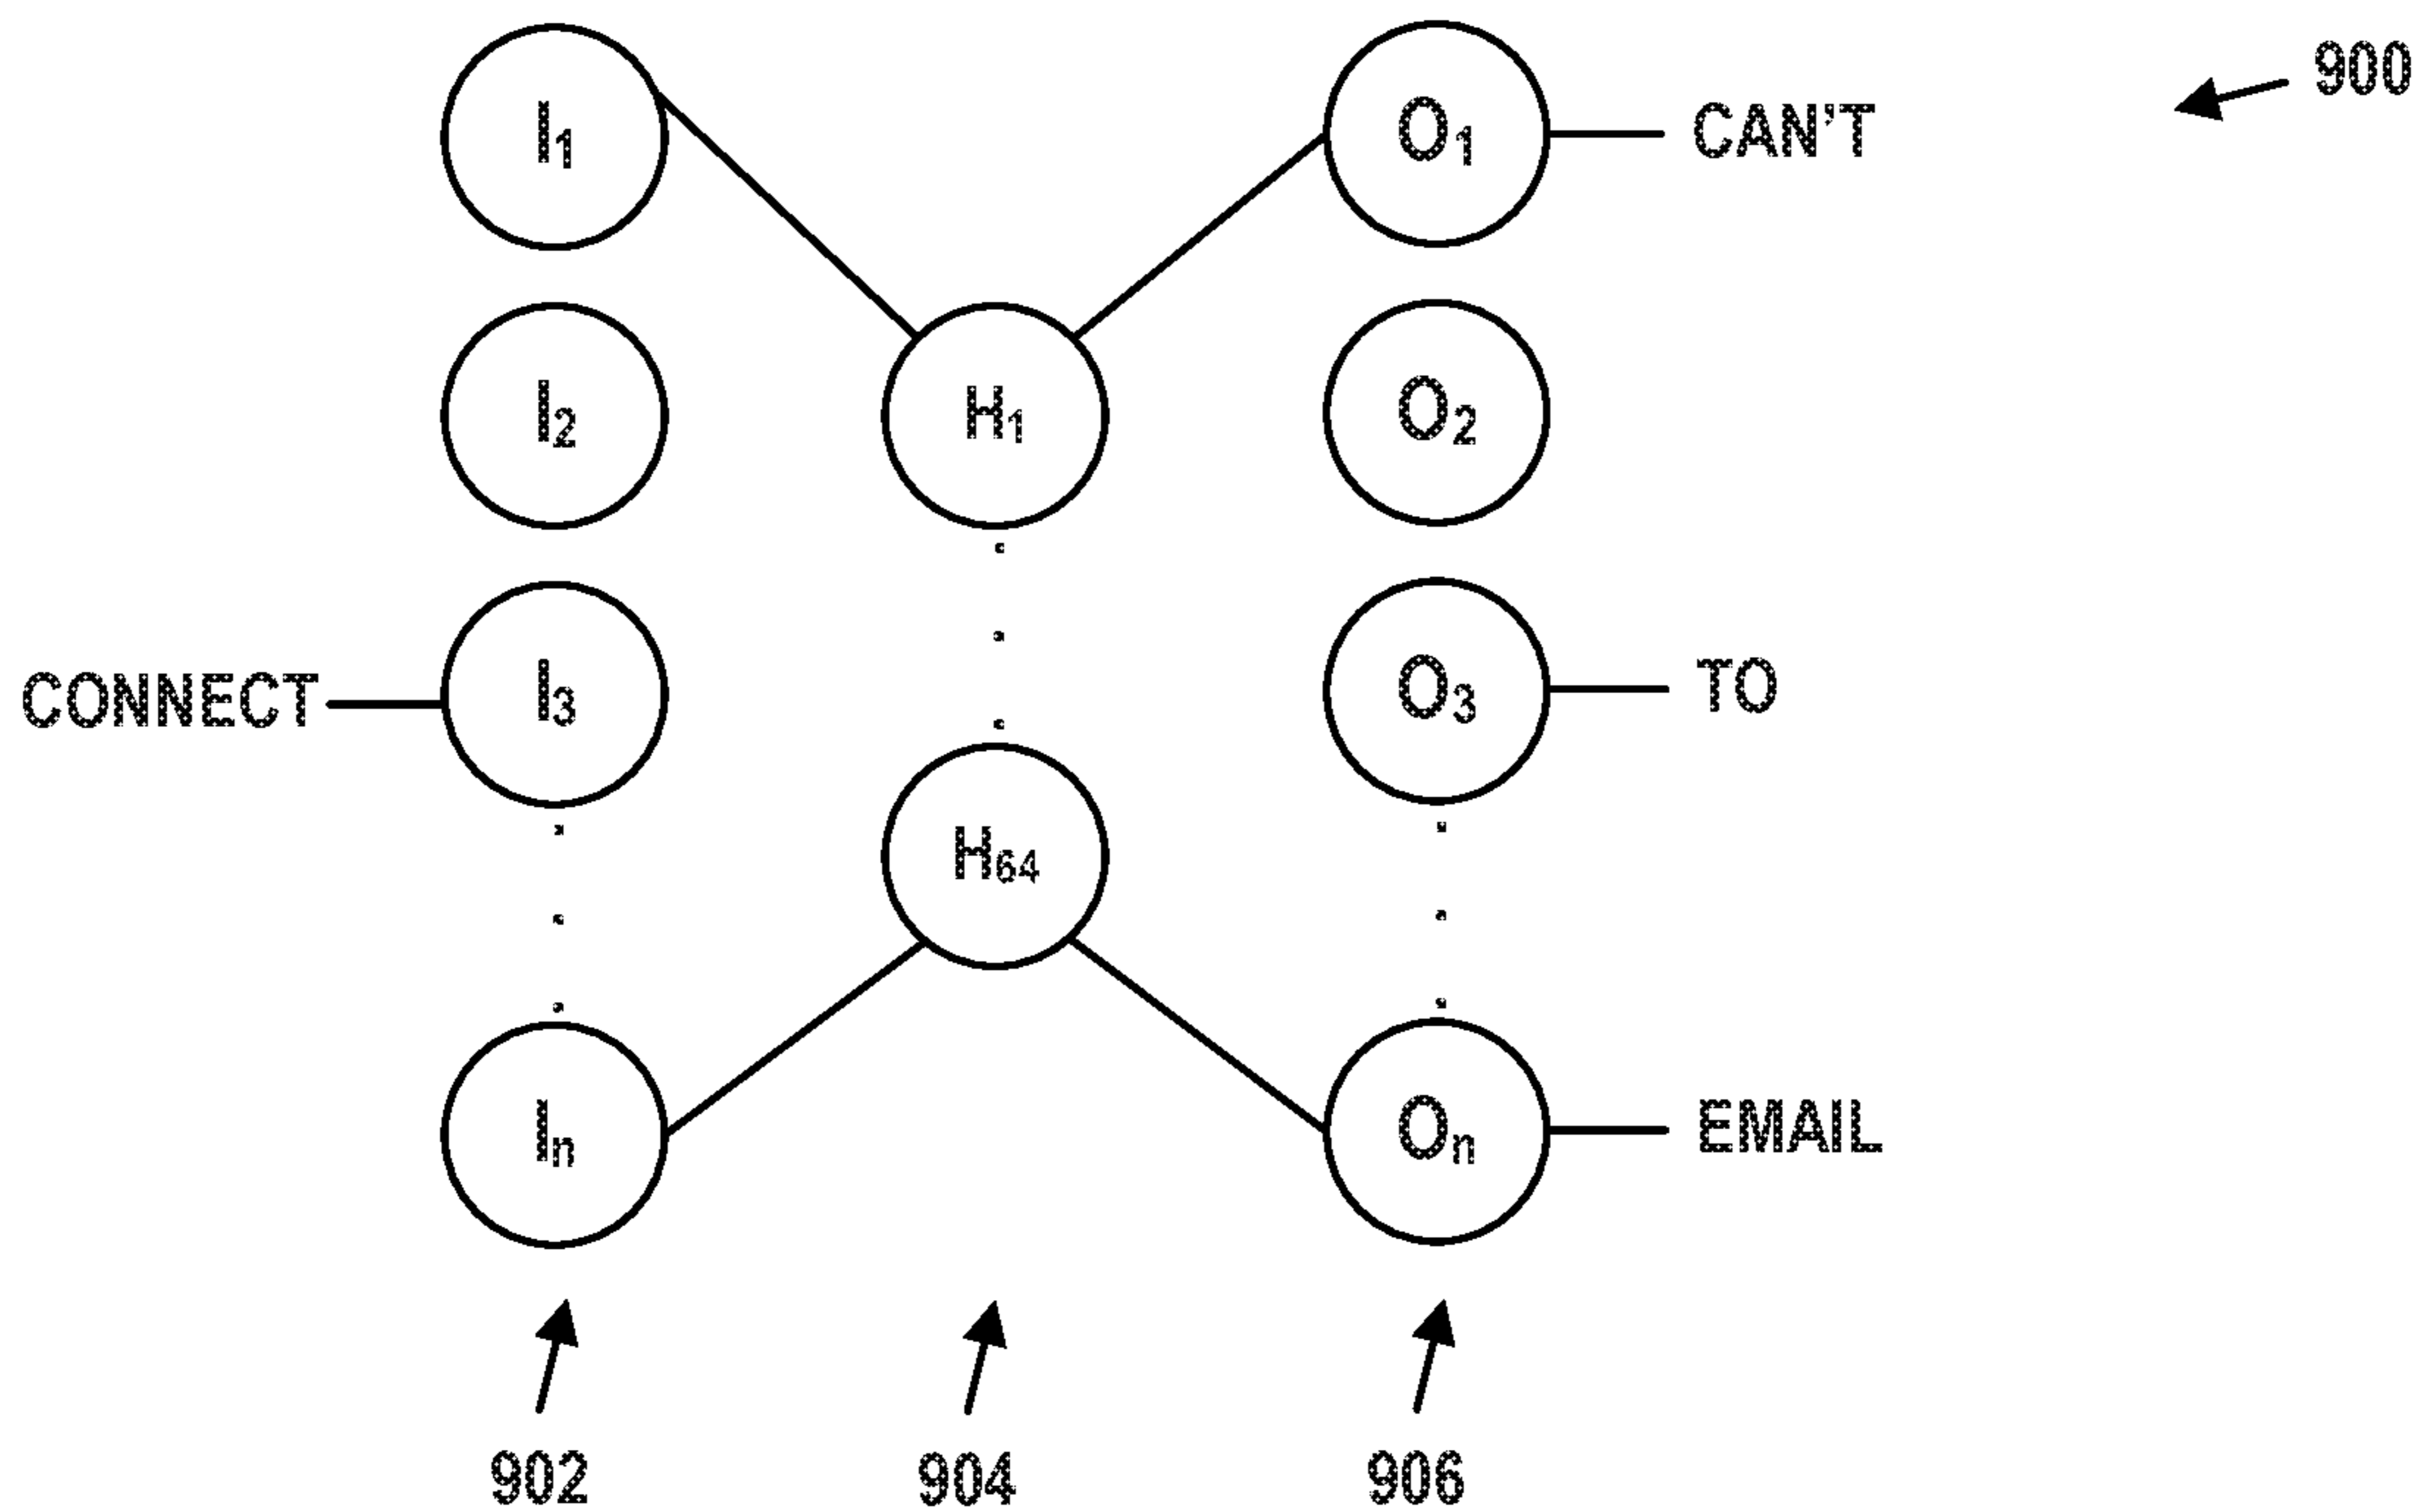 900
I₁
O₁
CAN'T
I₂
H₁
O₂
CONNECT
I₃
O₃
TO
H₆₄
Iₙ
Oₙ
EMAIL
902
904
906